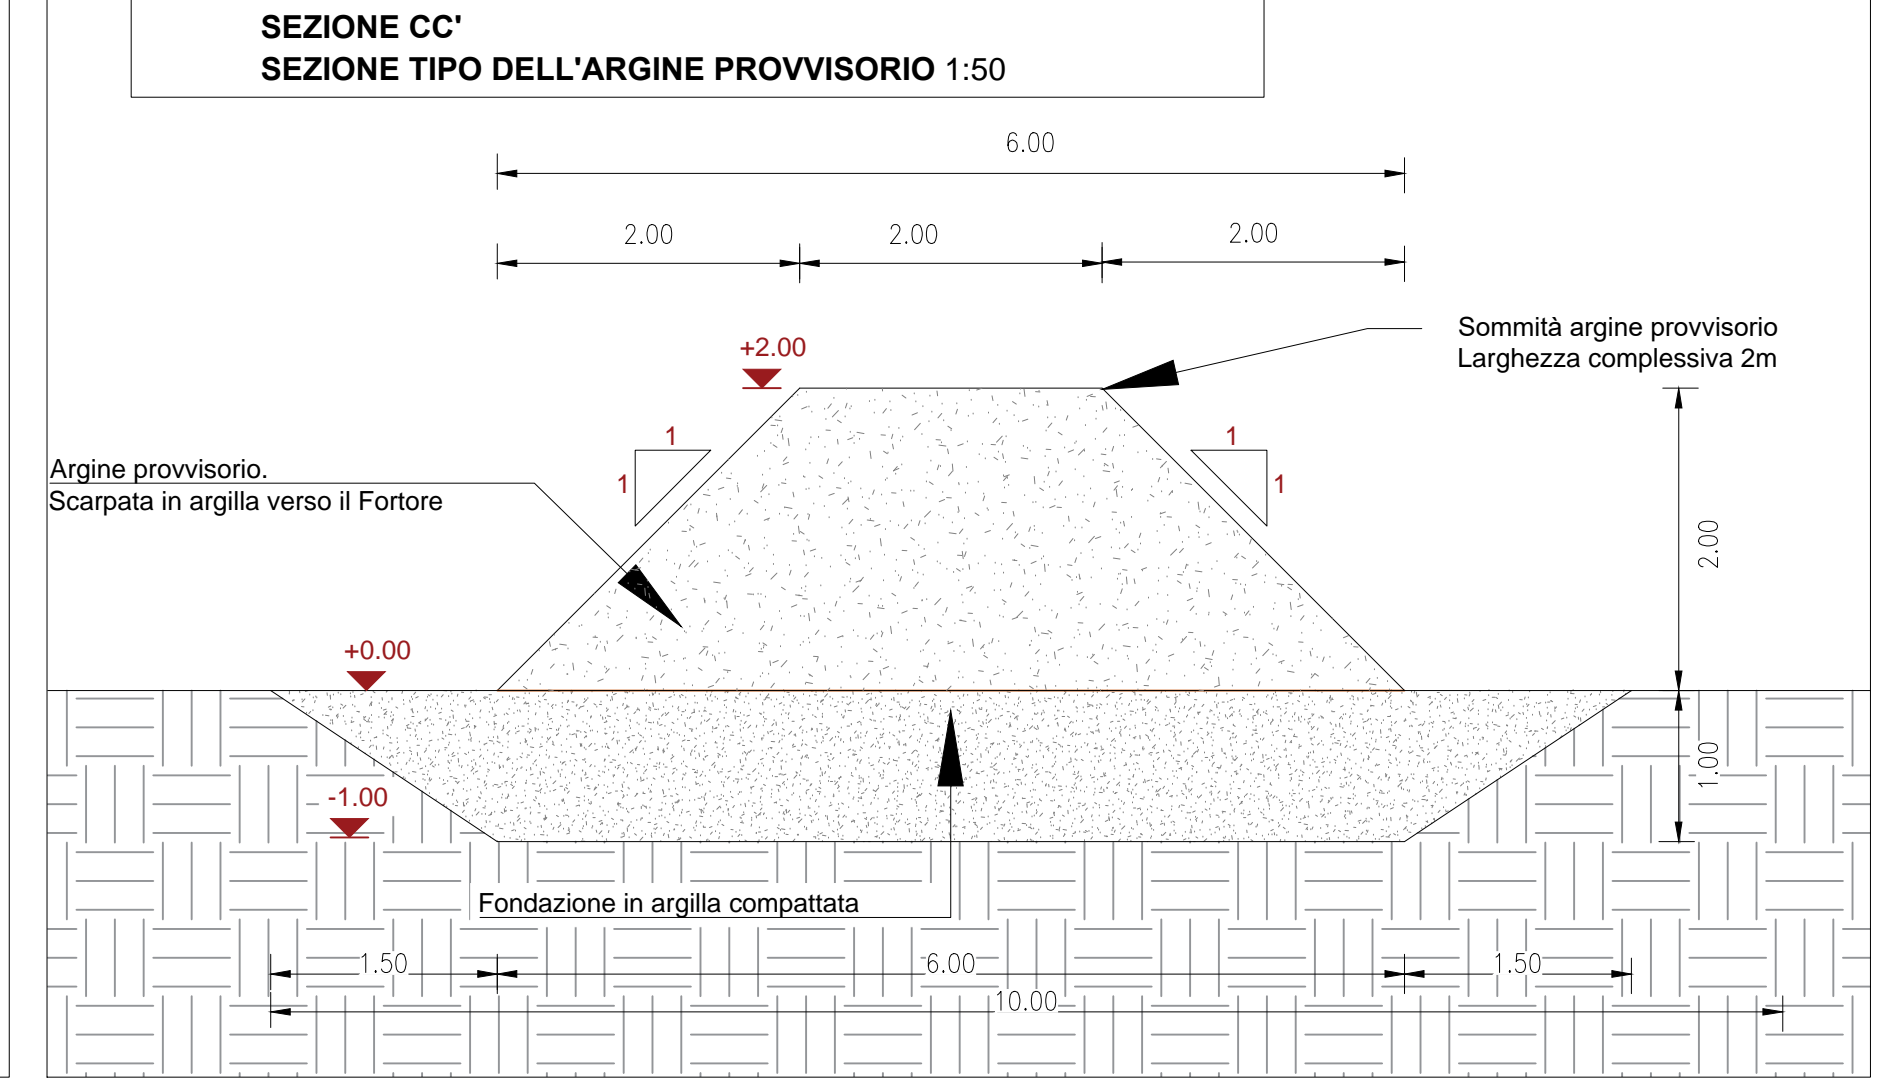 SEZIONE CC'
SEZIONE TIPO DELL'ARGINE PROVVISORIO 1:50
6.00
2.00
2.00
2.00
Sommità argine provvisorio
Larghezza complessiva 2m
+2.00
1
1
1
1
Argine provvisorio.
Scarpata in argilla verso il Fortore
2.00
+0.00
1.00
-1.00
Fondazione in argilla compattata
1.50
6.00
1.50
10.00